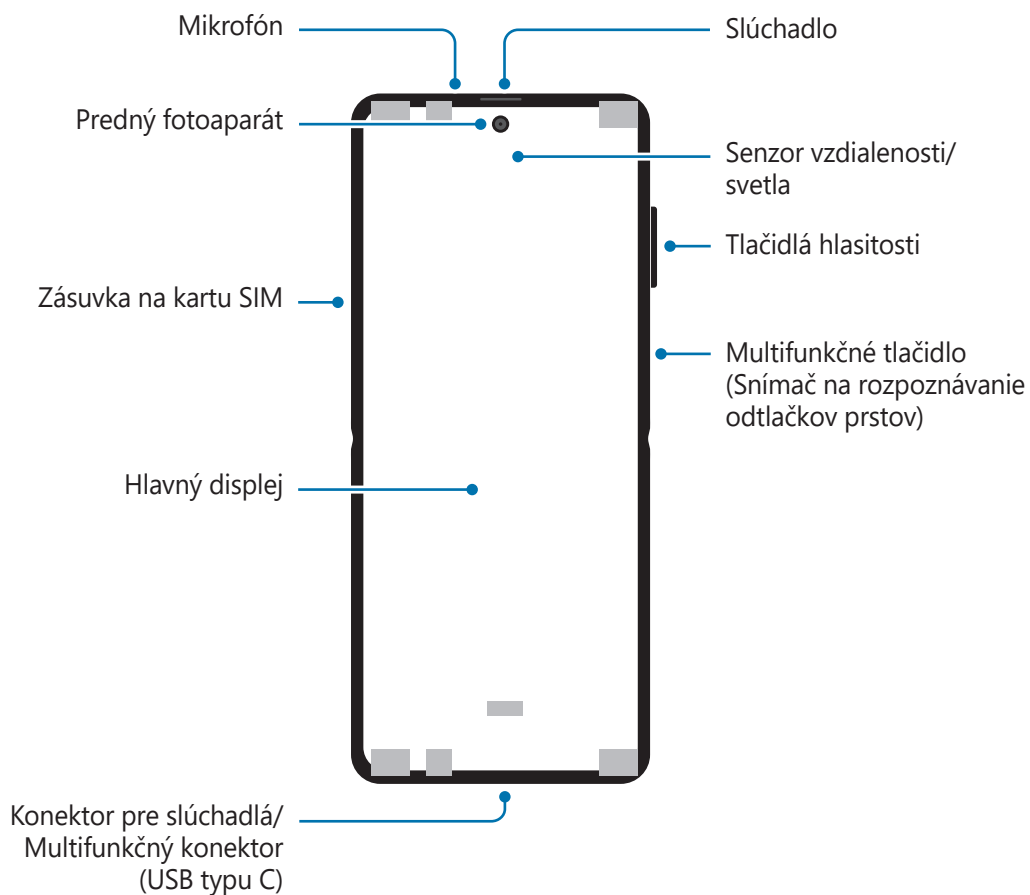 Mikrofón
Slúchadlo
Predný fotoaparát
Senzor vzdialenosti/
svetla
Tlačidlá hlasitosti
Zásuvka na kartu SIM
Multifunkčné tlačidlo
(Snímač na rozpoznávanie
odtlačkov prstov)
Hlavný displej
Konektor pre slúchadlá/
Multifunkčný konektor
(USB typu C)